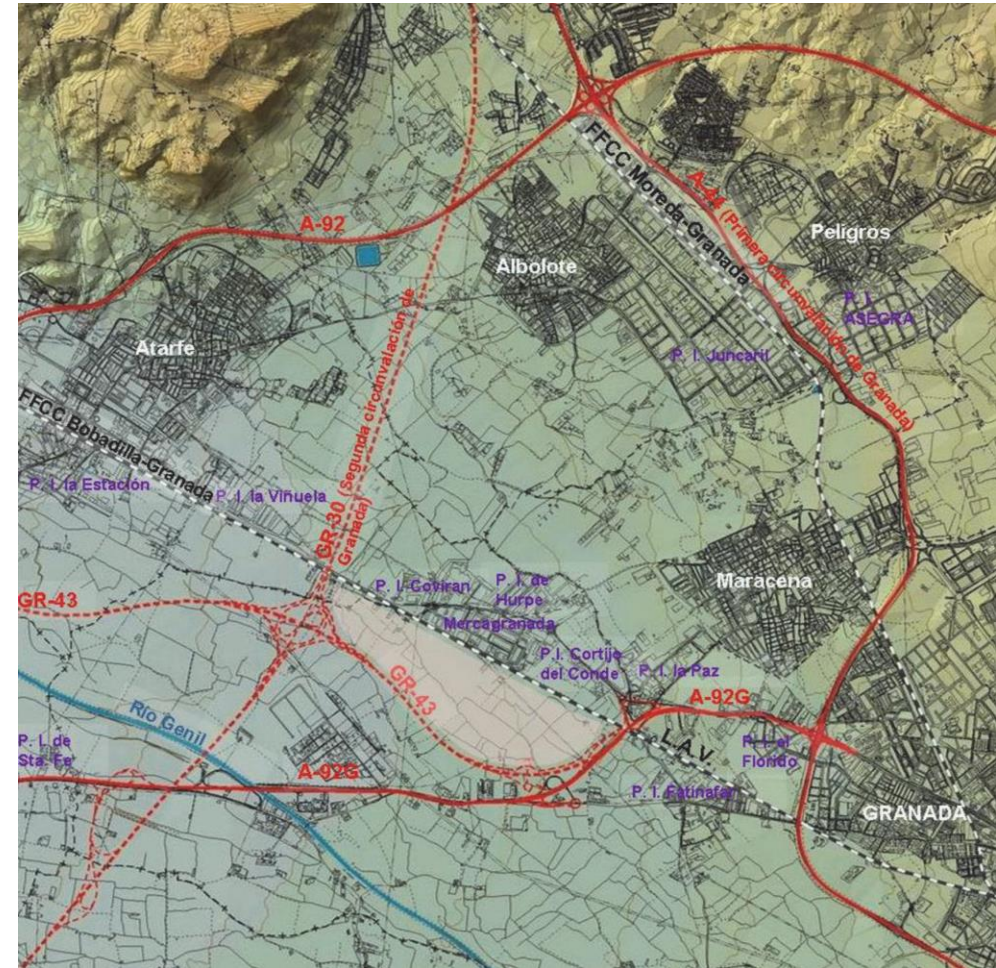 FFCC Moreda-Granada
A-44 (Primera circunvalación de Granada)
A-92
Peligros
Albolote
P. I.
ASEGRA
Atarfe
P. I. Juncaril
GR-30 (Segunda circunvalación de
Granada)
FFCC Bobadilla-Granada
P. I. la Estación
P. I. la Viñuela
P. I. Coviran
P. I. de
Hurpe
Maracena
GR-43
Mercagranada
P.I. Cortijo
del Conde
P. I. la Paz
GR-43
A-92G
Río Genil
L.A.V.
P. I. de
Sta. Fe
P. I. el
Florido
A-92G
P. I. Fatinafar
GRANADA